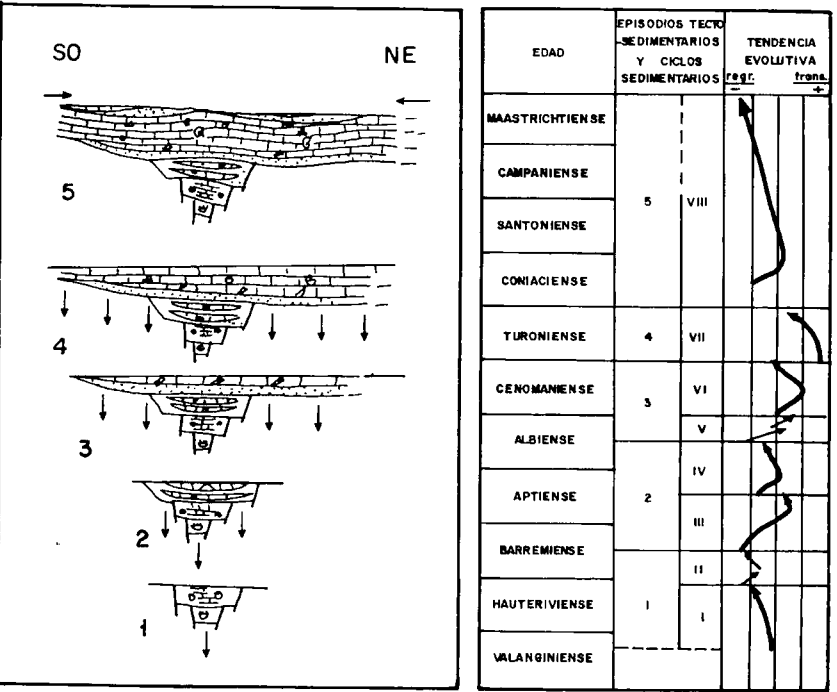 SO NE
5
4
3
2
1
EDAD
EPISODIOS TECTO
-SEDIMENTARIOS
Y CICLOS
SEDIMENTARIOS
TENDENCIA
EVOLUTIVA
regr. trans.
- +
MAASTRICHTIENSE
CAMPANIENSE
SANTONIENSE
CONIACIENSE
5 VIII
TURONIENSE 4 VII
CENOMANIENSE
3 VI
V
ALBIENSE
IV
APTIENSE
2
III
BARREMIENSE
II
HAUTERIVIENSE I I
VALANGINIENSE